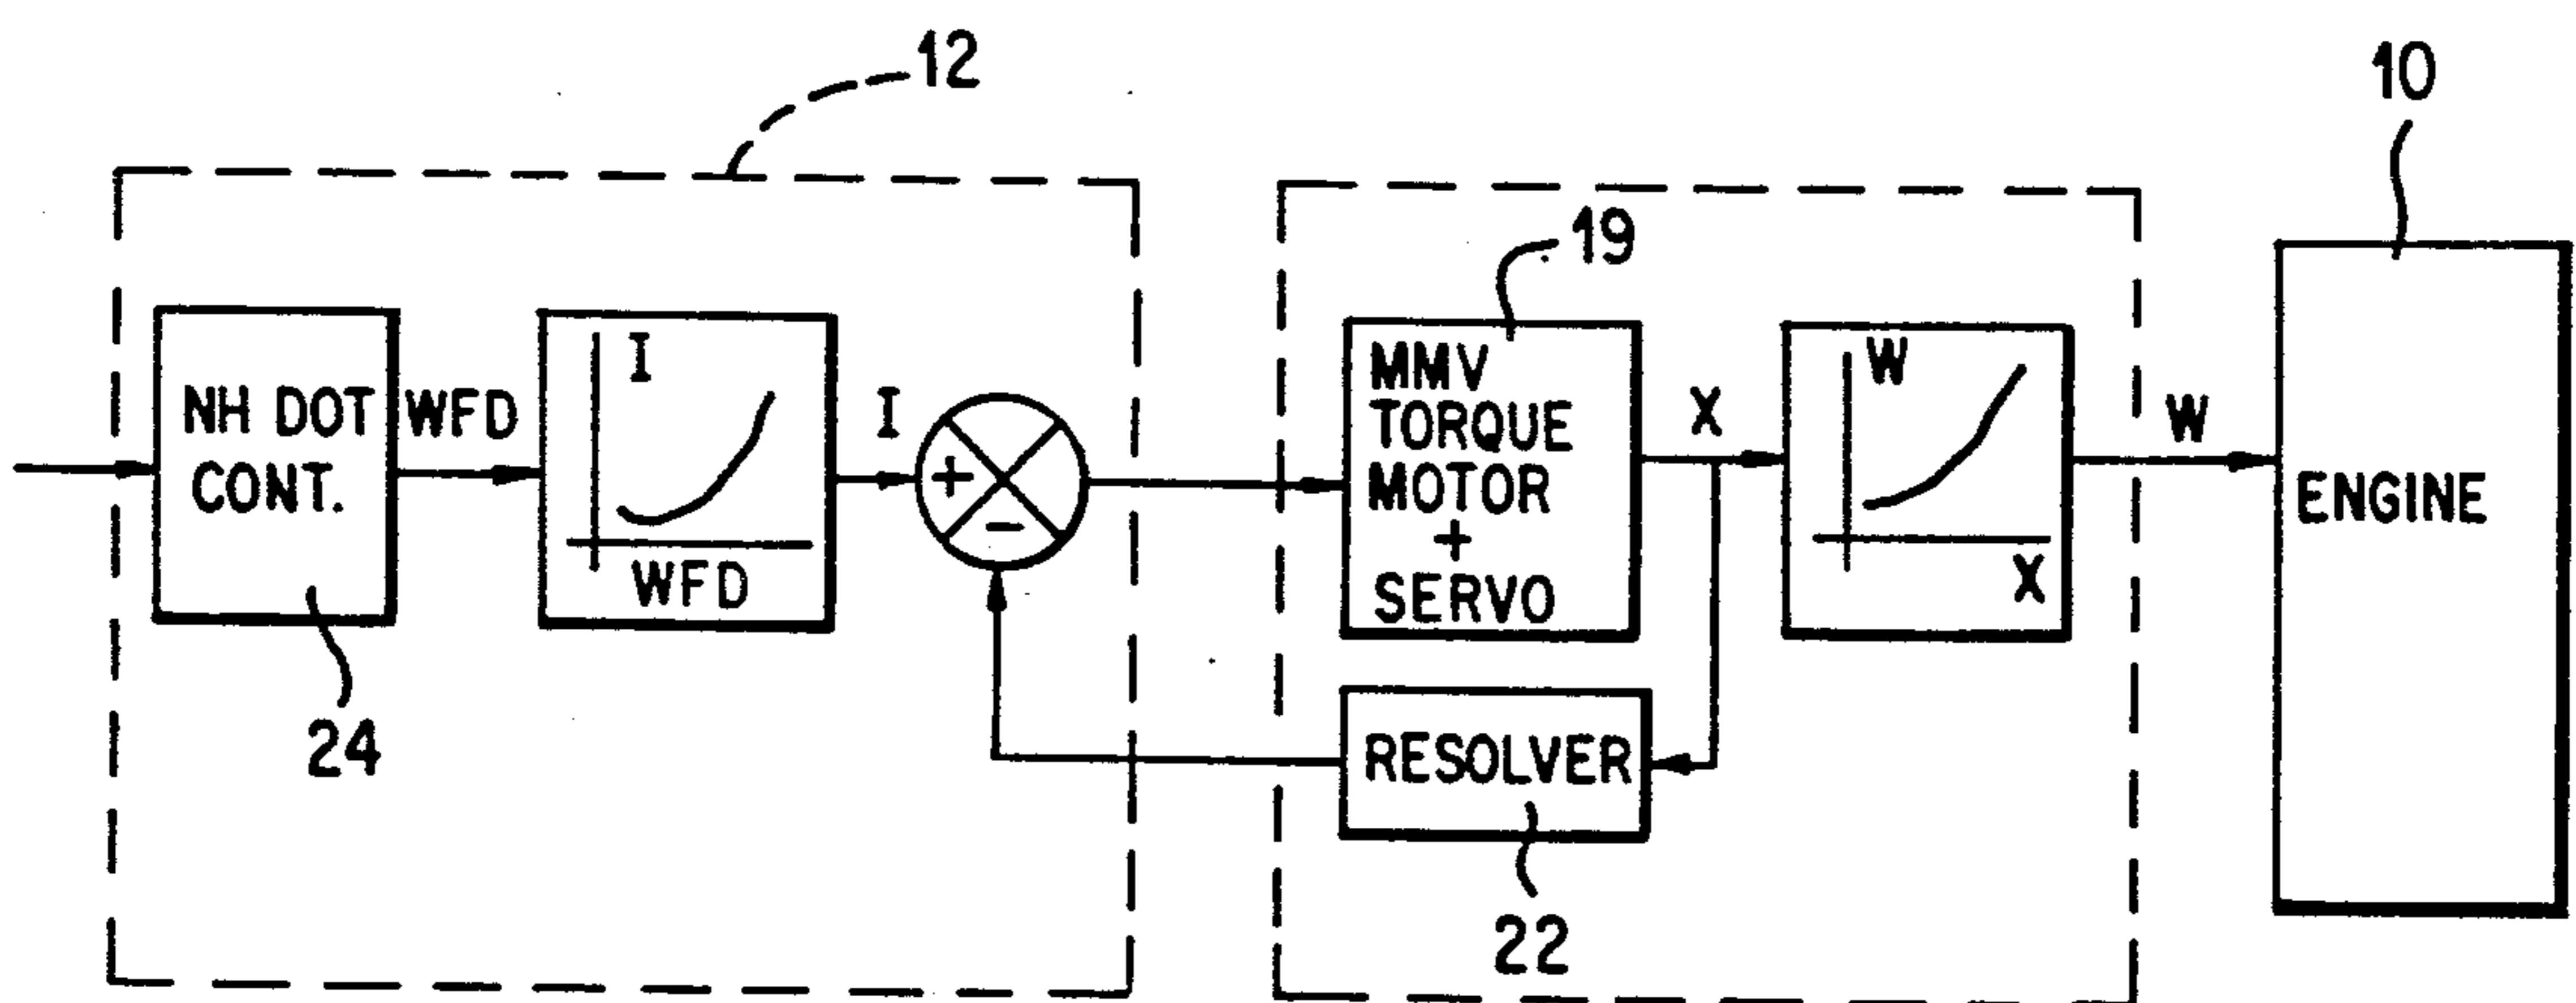 12
10
19
NH DOT
CONT.
WFD
I
WFD
I
+
−
MMV
TORQUE
MOTOR
+
SERVO
X
W
X
W
ENGINE
24
RESOLVER
22